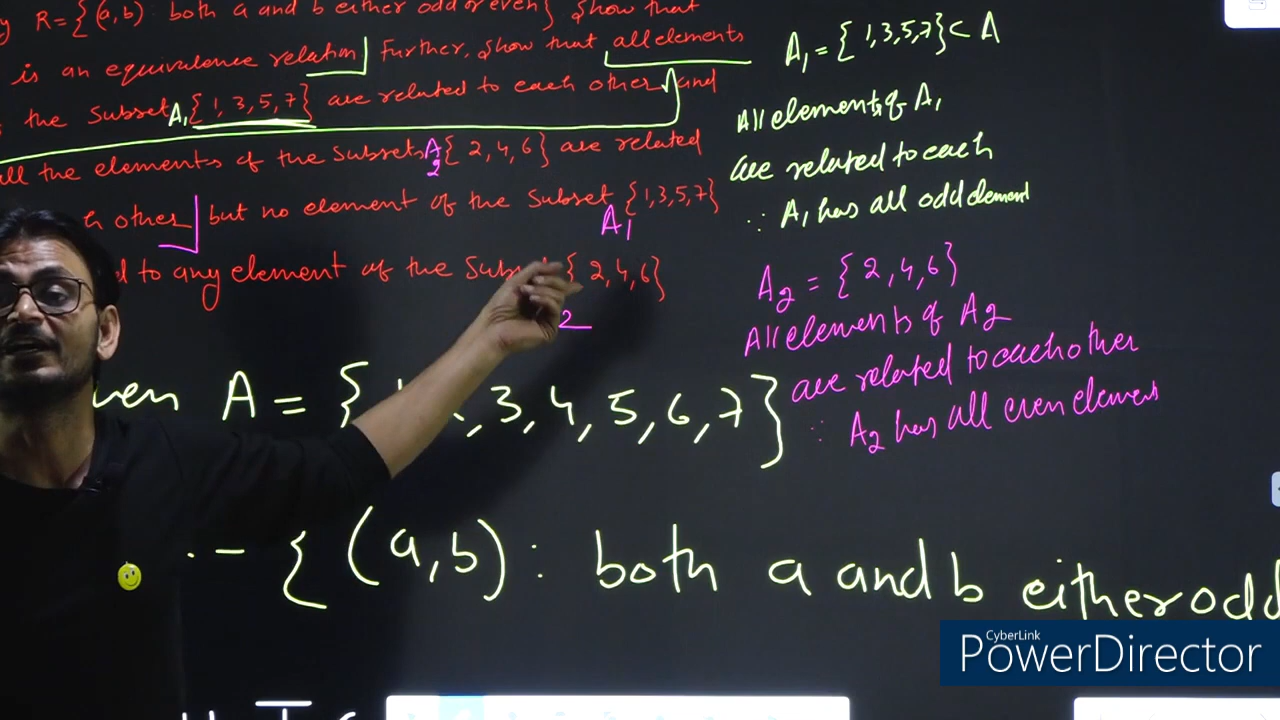 R = { (a, b) : both a and b either odd or even } Show that
is an equivalence relation Further, Show that all elements
the Subset A1 { 1, 3, 5, 7 } are related to each other and
all the elements of the Subsets A2 { 2, 4, 6 } are related
other but no element of the Subset { 1, 3, 5, 7 }
A1
to any element of the { 2, 4, 6 }
2
A = { 3, 4, 5, 6, 7 }
{ (a, b) : both a and b either odd
A1 = { 1, 3, 5, 7 } ⊂ A
All elements of A1
are related to each
∵ A1 has all odd element
A2 = { 2, 4, 6 }
All elements of A2
are related to each other
∵ A2 has all even elements
CyberLink
PowerDirector